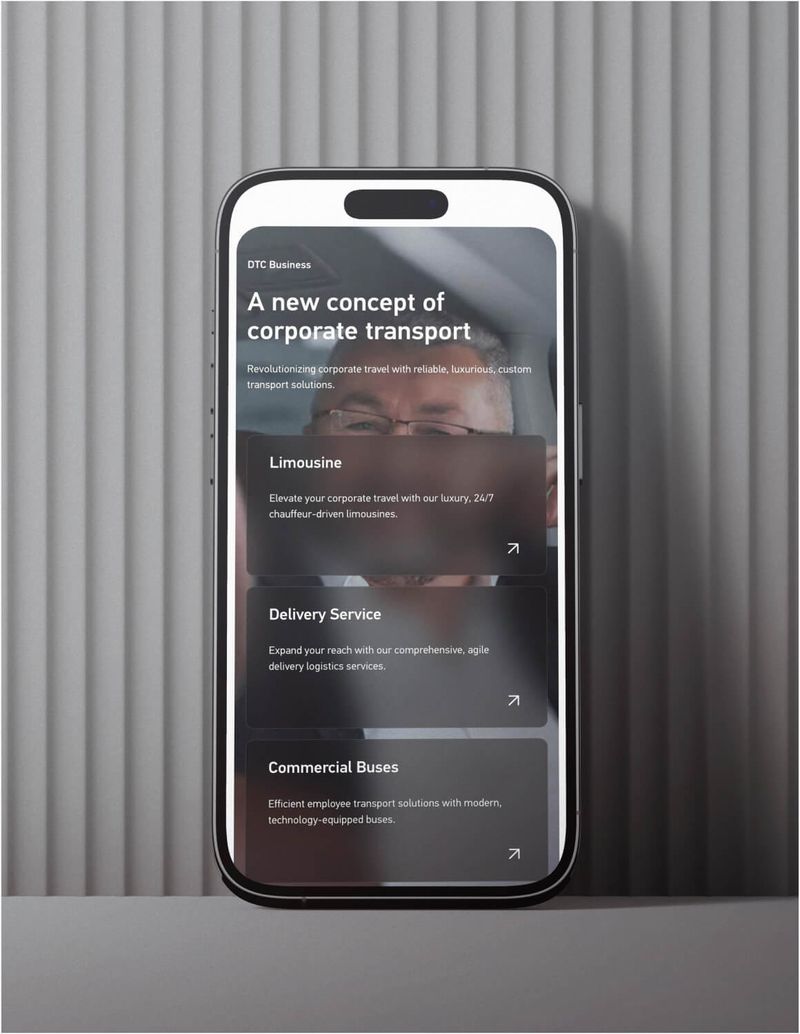 DTC Business
A new concept of
corporate transport
Revolutionizing corporate travel with reliable, luxurious, custom
transport solutions.
Limousine
Elevate your corporate travel with our luxury, 24/7
chauffeur-driven limousines.
Delivery Service
Expand your reach with our comprehensive, agile
delivery logistics services.
Commercial Buses
Efficient employee transport solutions with modern,
technology-equipped buses.